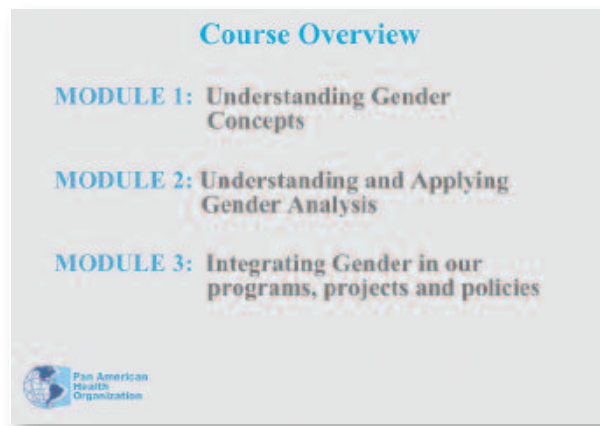 Course Overview
MODULE 1: Understanding Gender
Concepts
MODULE 2: Understanding and Applying
Gender Analysis
MODULE 3: Integrating Gender in our
programs, projects and policies
Pan American
Health
Organization